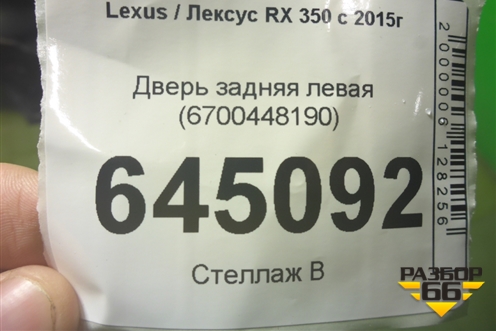 Lexus / Лексус RX 350 с 2015г
Дверь задняя левая
(6700448190)
645092
Стеллаж В
2000006128256
РАЗБОР
66